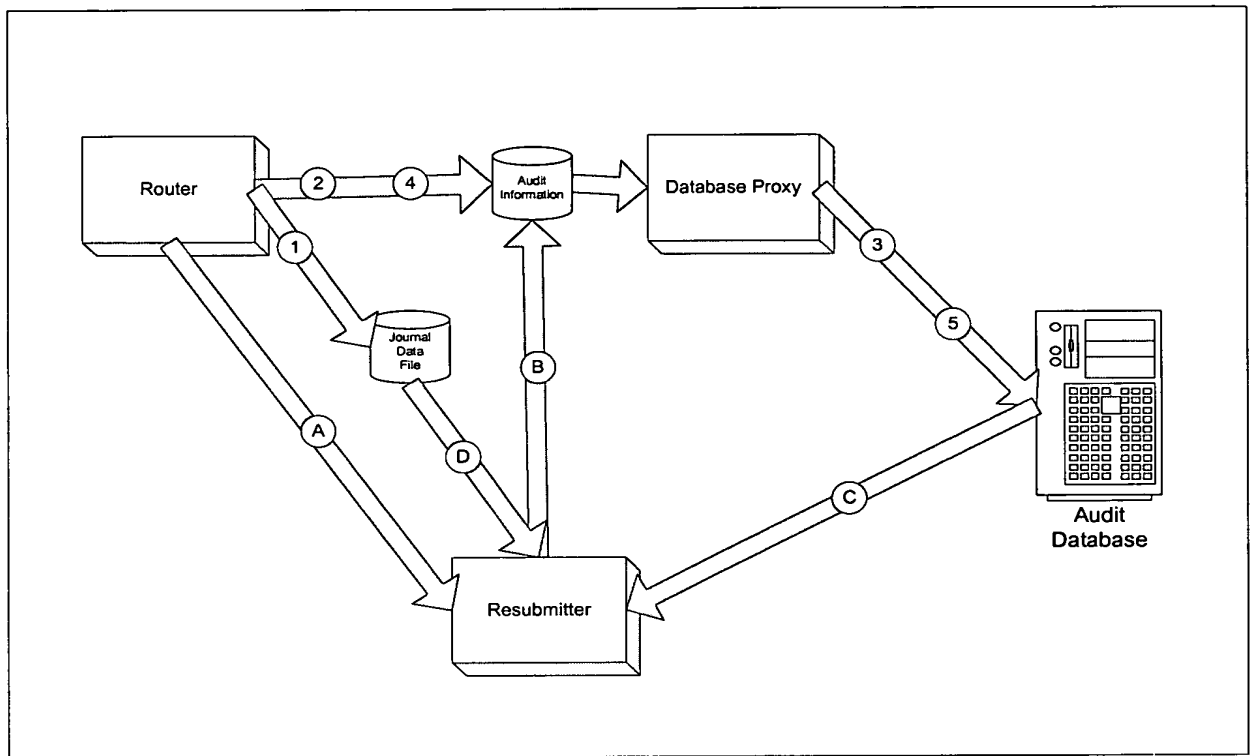 Router
2
4
Audit
Information
Database Proxy
1
3
Journal
Data
File
5
B
A
D
C
Audit
Database
Resubmitter